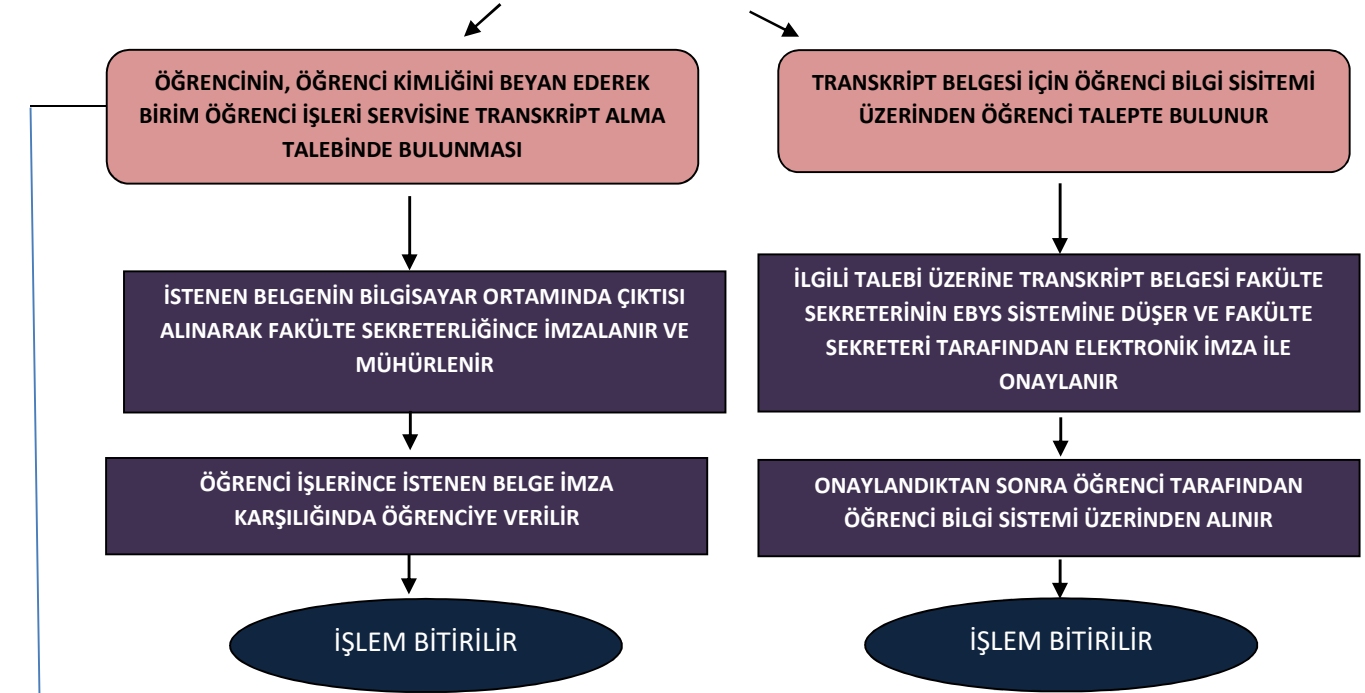 ÖĞRENCİNİN, ÖĞRENCİ KİMLİĞİNİ BEYAN EDEREK
BİRİM ÖĞRENCİ İŞLERİ SERVİSİNE TRANSKRİPT ALMA
TALEBİNDE BULUNMASI
TRANSKRİPT BELGESİ İÇİN ÖĞRENCİ BİLGİ SİSİTEMİ
ÜZERİNDEN ÖĞRENCİ TALEPTE BULUNUR
İSTENEN BELGENİN BİLGİSAYAR ORTAMINDA ÇIKTISI
ALINARAK FAKÜLTE SEKRETERLİĞİNCE İMZALANIR VE
MÜHÜRLENİR
İLGİLİ TALEBİ ÜZERİNE TRANSKRİPT BELGESİ FAKÜLTE
SEKRETERİNİN EBYS SİSTEMİNE DÜŞER VE FAKÜLTE
SEKRETERİ TARAFINDAN ELEKTRONİK İMZA İLE
ONAYLANIR
ÖĞRENCİ İŞLERİNCE İSTENEN BELGE İMZA
KARŞILIĞINDA ÖĞRENCİYE VERİLİR
ONAYLANDIKTAN SONRA ÖĞRENCİ TARAFINDAN
ÖĞRENCİ BİLGİ SİSTEMİ ÜZERİNDEN ALINIR
İŞLEM BİTİRİLİR
İŞLEM BİTİRİLİR